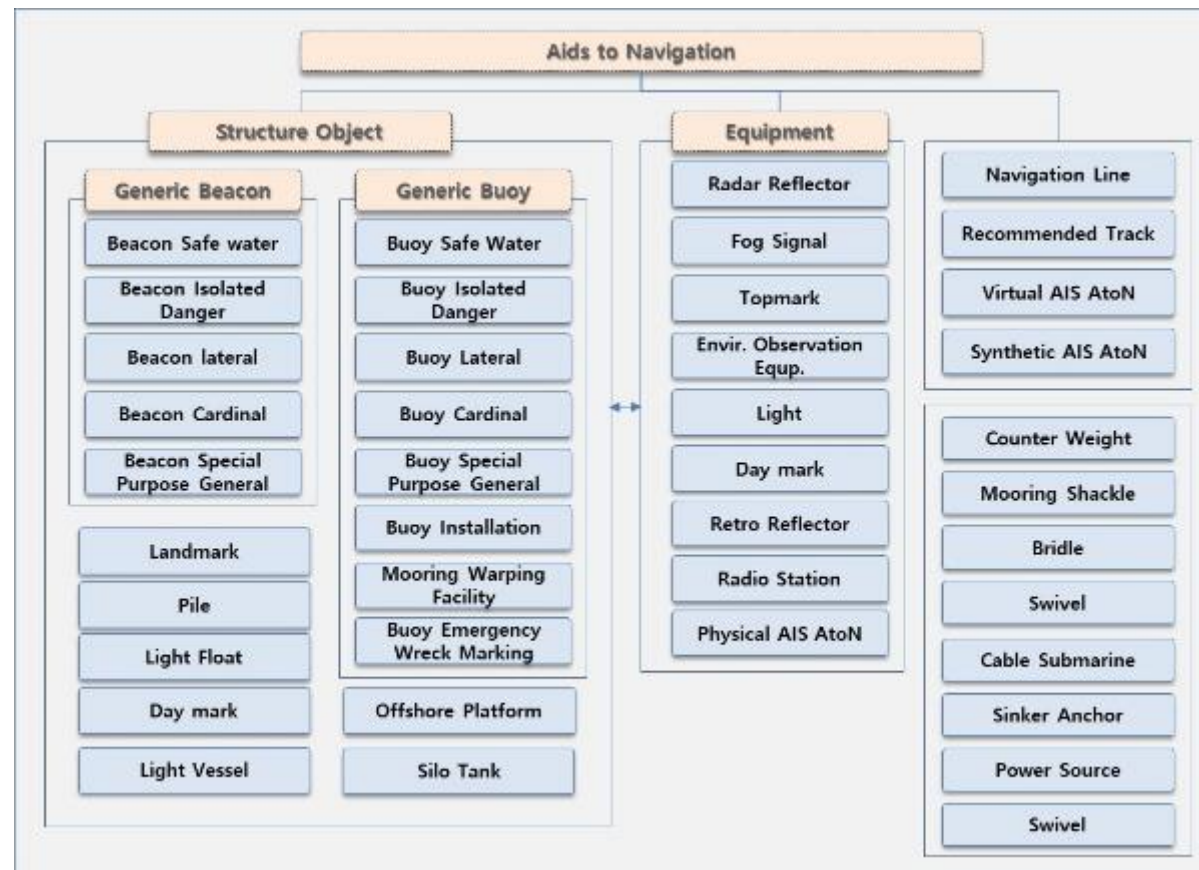 Aids to Navigation
Structure Object
Generic Beacon
Beacon Safe water
Beacon Isolated
Danger
Beacon lateral
Beacon Cardinal
Beacon Special
Purpose General
Landmark
Pile
Light Float
Day mark
Light Vessel
Generic Buoy
Buoy Safe Water
Buoy Isolated
Danger
Buoy Lateral
Buoy Cardinal
Buoy Special
Purpose General
Buoy Installation
Mooring Warping
Facility
Buoy Emergency
Wreck Marking
Offshore Platform
Silo Tank
Equipment
Radar Reflector
Fog Signal
Topmark
Envir. Observation
Equp.
Light
Day mark
Retro Reflector
Radio Station
Physical AIS AtoN
Navigation Line
Recommended Track
Virtual AIS AtoN
Synthetic AIS AtoN
Counter Weight
Mooring Shackle
Bridle
Swivel
Cable Submarine
Sinker Anchor
Power Source
Swivel